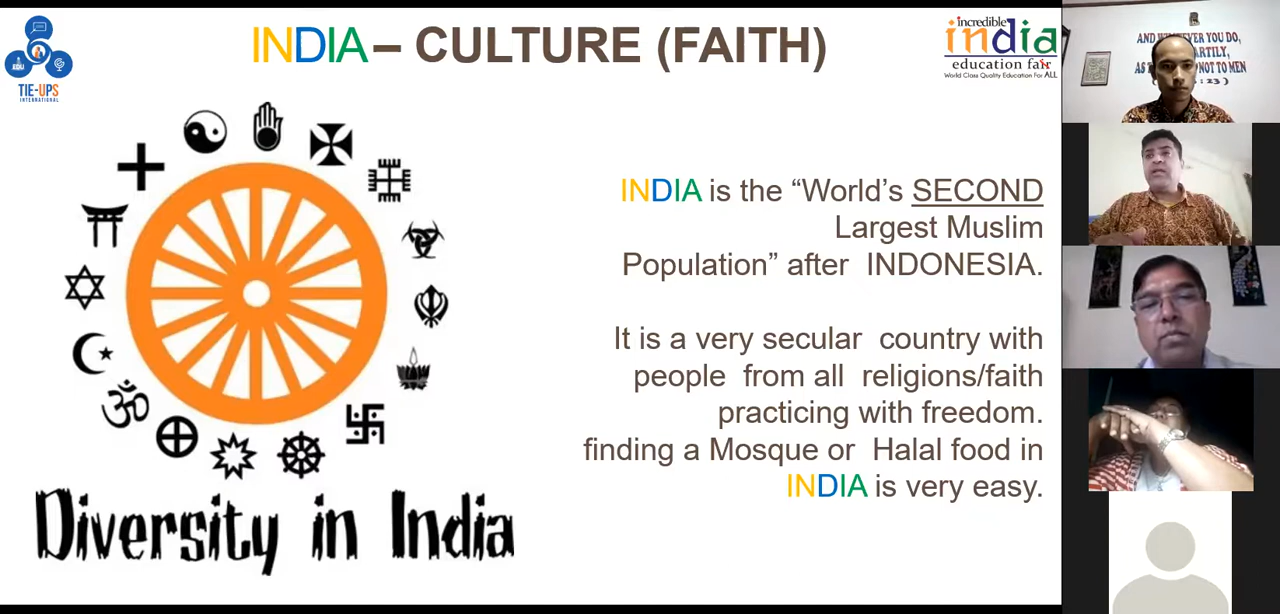 INDIA – CULTURE (FAITH)
TIE-UPS
INTERNATIONAL
incredible
india
education fair
World Class Quality Education For ALL
INDIA is the “World’s SECOND
Largest Muslim
Population” after INDONESIA.
It is a very secular country with
people from all religions/faith
practicing with freedom.
finding a Mosque or Halal food in
INDIA is very easy.
Diversity in India
AND YOU DO,
AS NOT TO MEN
23 )